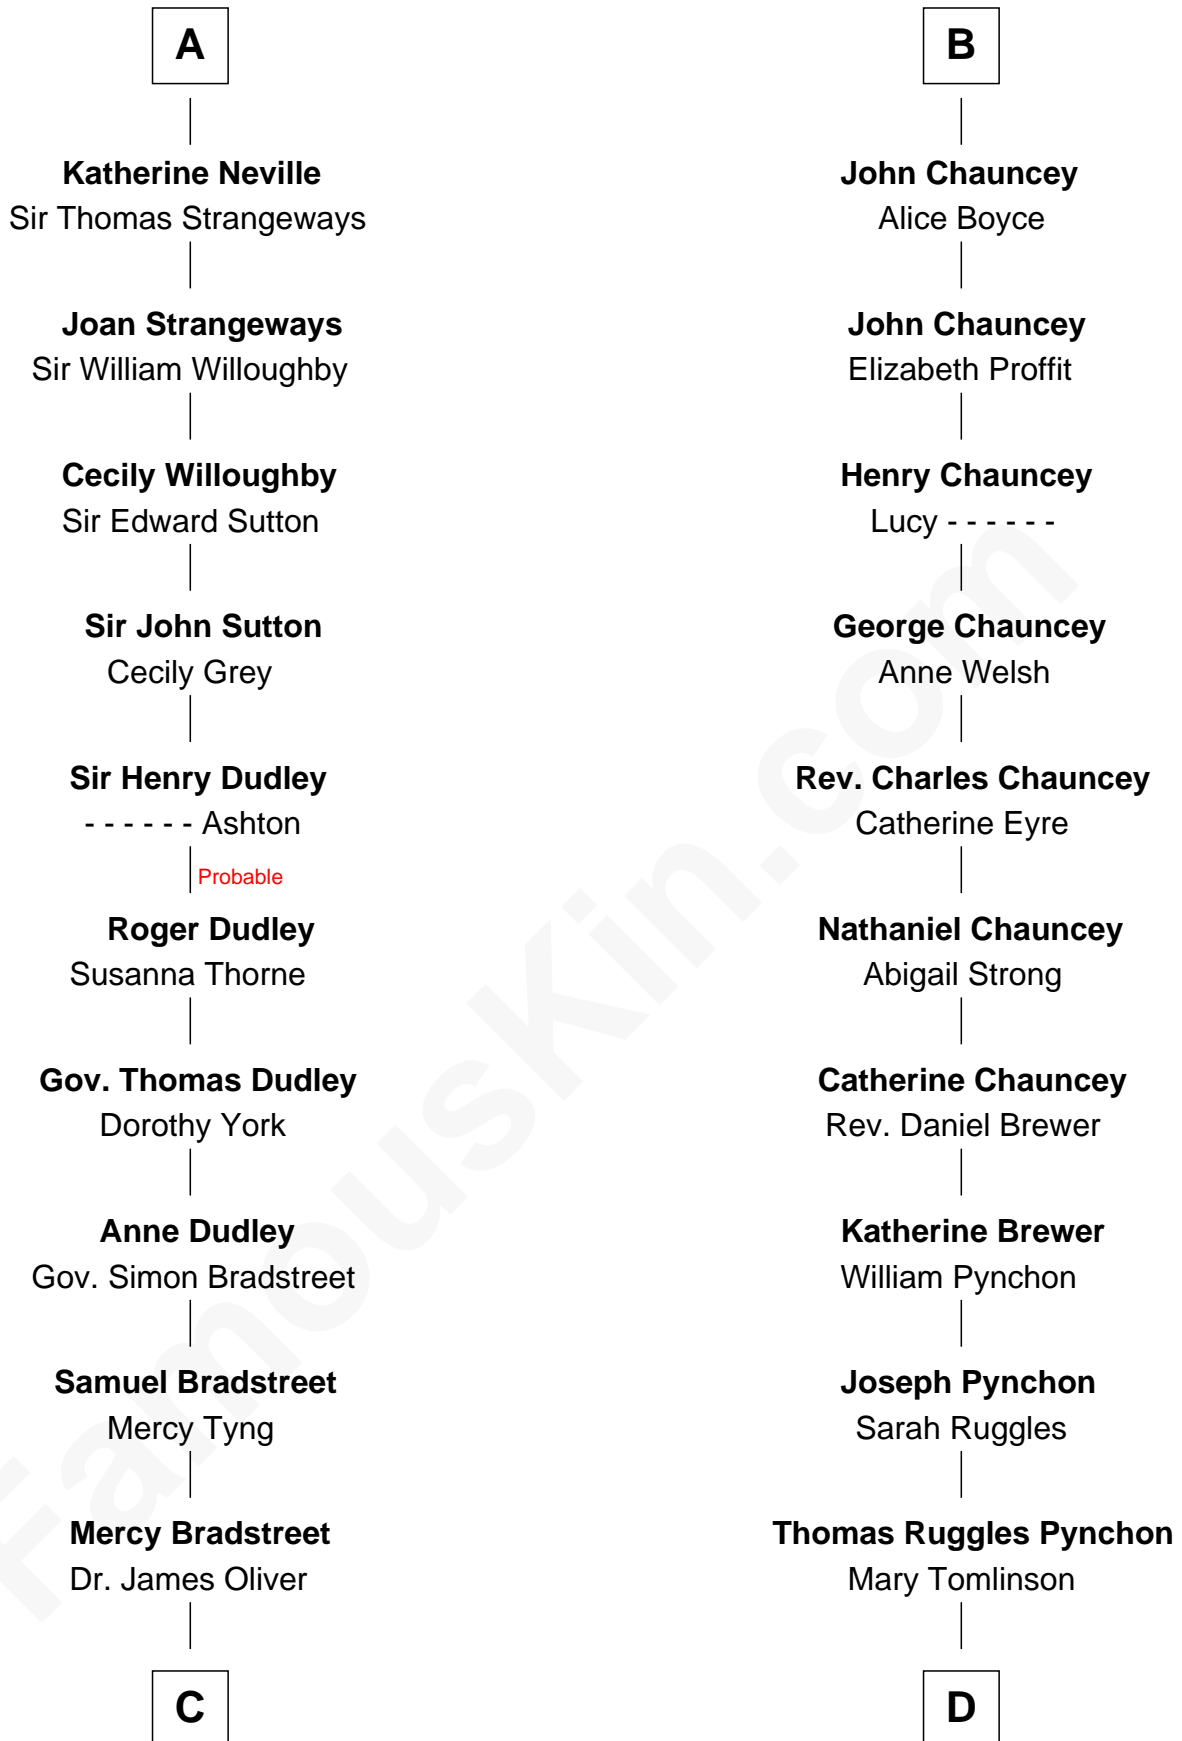 A
Katherine Neville
Sir Thomas Strangeways
Joan Strangeways
Sir William Willoughby
Cecily Willoughby
Sir Edward Sutton
Sir John Sutton
Cecily Grey
Sir Henry Dudley
- - - - - - Ashton
Probable
Roger Dudley
Susanna Thorne
Gov. Thomas Dudley
Dorothy York
Anne Dudley
Gov. Simon Bradstreet
Samuel Bradstreet
Mercy Tyng
Mercy Bradstreet
Dr. James Oliver
C
B
John Chauncey
Alice Boyce
John Chauncey
Elizabeth Proffit
Henry Chauncey
Lucy - - - - - -
George Chauncey
Anne Welsh
Rev. Charles Chauncey
Catherine Eyre
Nathaniel Chauncey
Abigail Strong
Catherine Chauncey
Rev. Daniel Brewer
Katherine Brewer
William Pynchon
Joseph Pynchon
Sarah Ruggles
Thomas Ruggles Pynchon
Mary Tomlinson
D
FamousKin.com